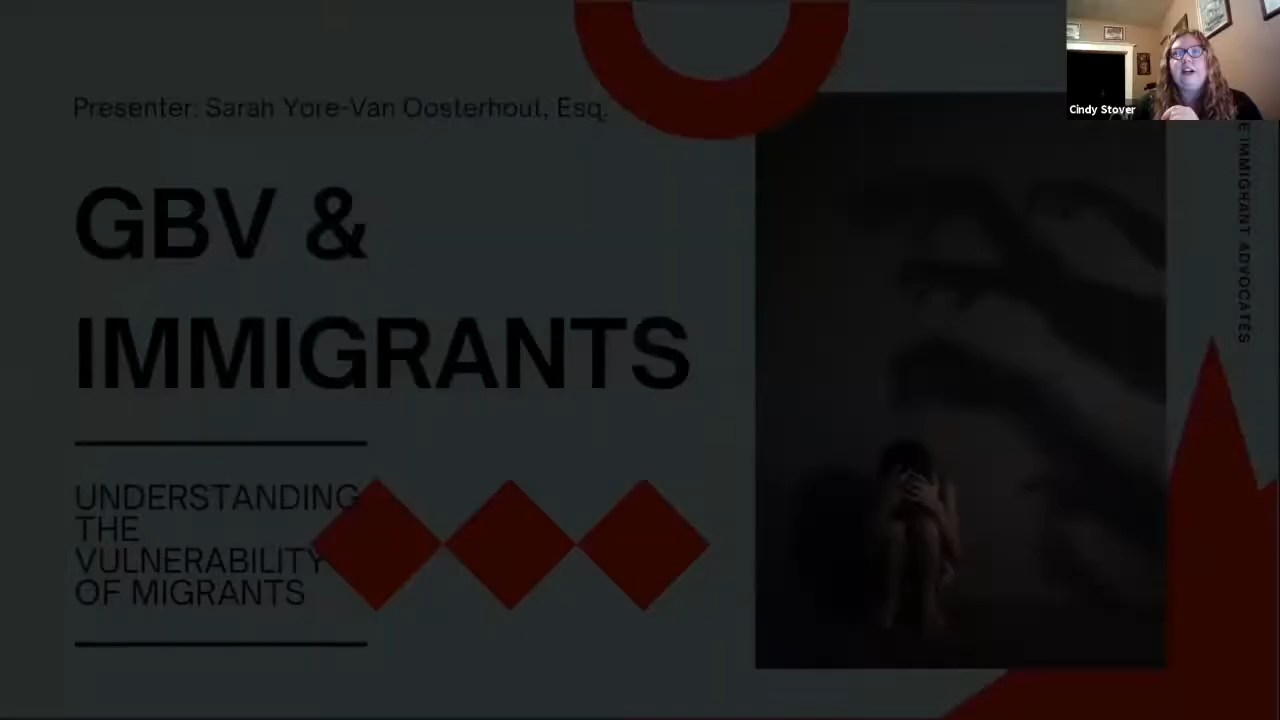 Presenter: Sarah Yore-Van Oosterhout, Esq.
GBV &
IMMIGRANTS
UNDERSTANDING
THE
VULNERABILITY
OF MIGRANTS
IMMIGRANT ADVOCATES
Cindy Stover